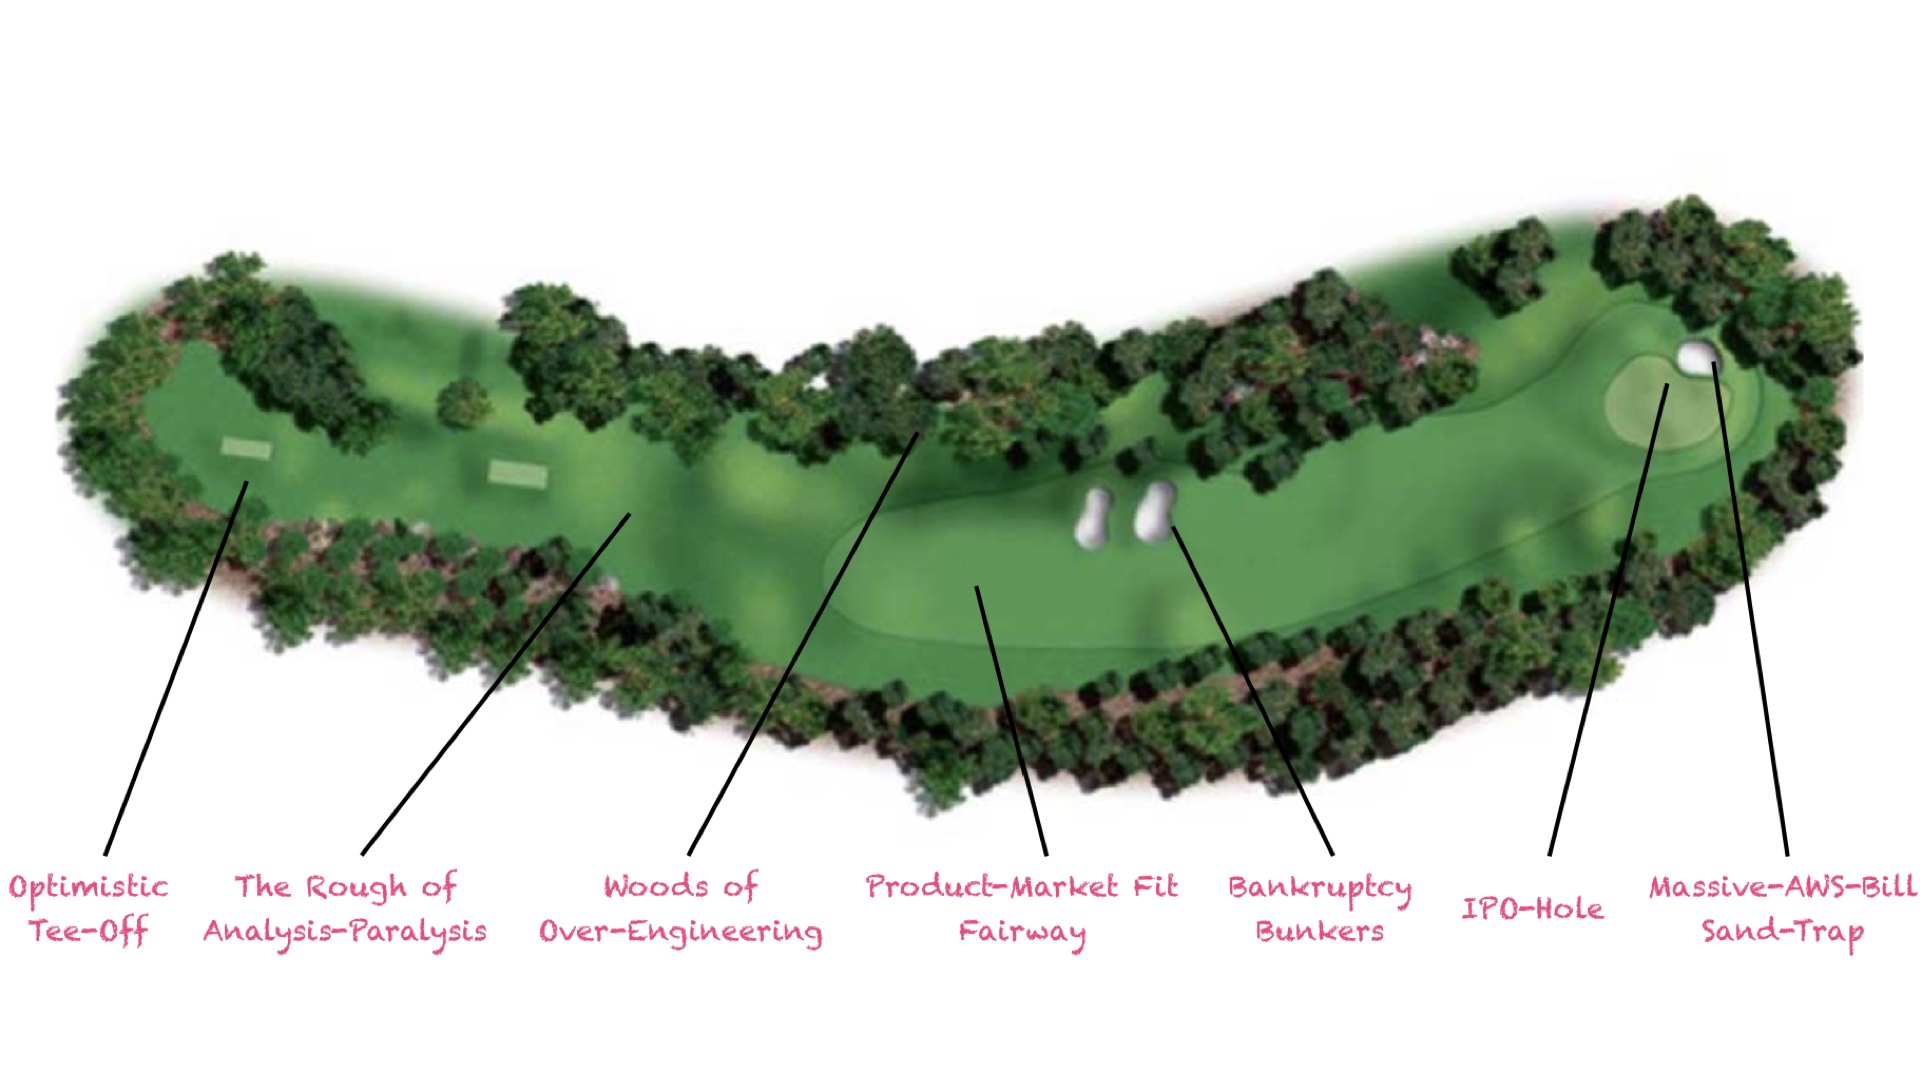 Optimistic
Tee-Off
The Rough of
Analysis-Paralysis
Woods of
Over-Engineering
Product-Market Fit
Fairway
Bankruptcy
Bunkers
IPO-Hole
Massive-AWS-Bill
Sand-Trap